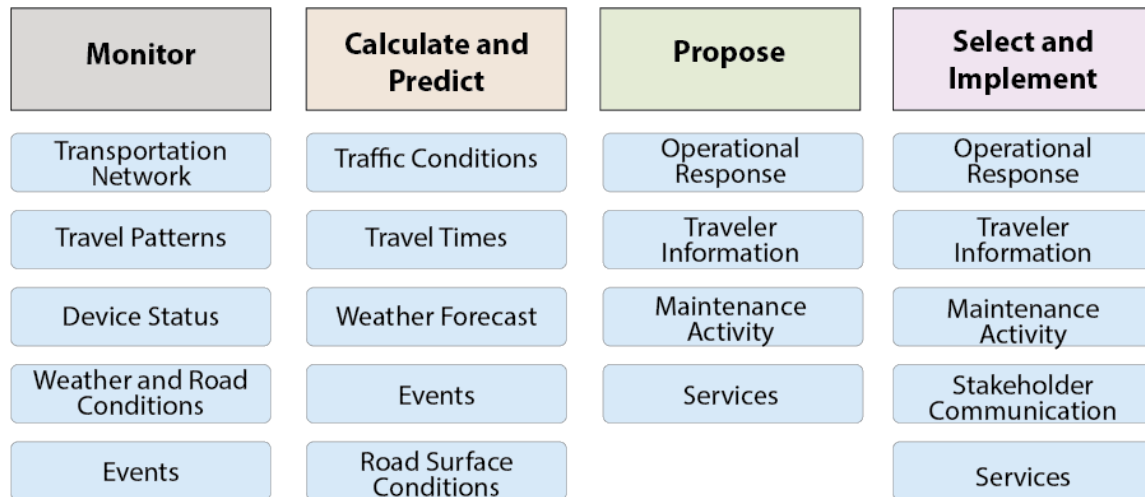 Monitor
Calculate and
Predict
Propose
Select and
Implement
Transportation
Network
Traffic Conditions
Operational
Response
Operational
Response
Travel Patterns
Travel Times
Traveler
Information
Traveler
Information
Device Status
Weather Forecast
Maintenance
Activity
Maintenance
Activity
Weather and Road
Conditions
Events
Services
Stakeholder
Communication
Events
Road Surface
Conditions
Services